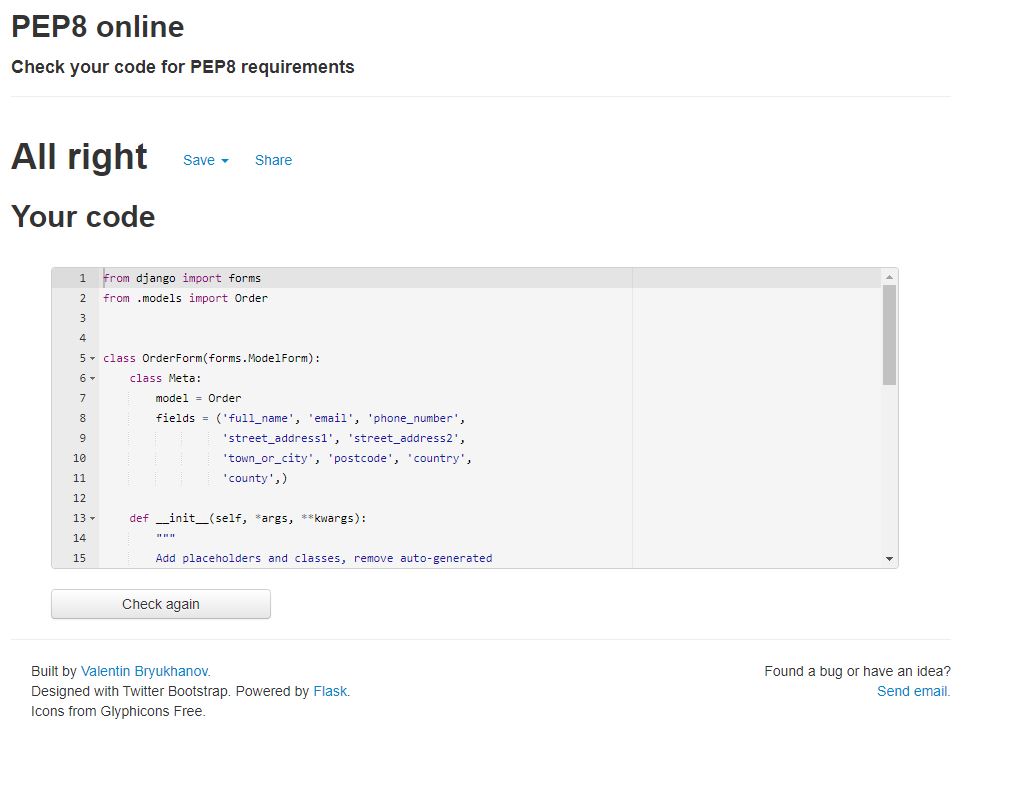 PEP8 online
Check your code for PEP8 requirements
All right Save Share
Your code
1 from django import forms
2 from .models import Order
3
4
5 class OrderForm(forms.ModelForm):
6 class Meta:
7 model = Order
8 fields = ('full_name', 'email', 'phone_number',
9 'street_address1', 'street_address2',
10 'town_or_city', 'postcode', 'country',
11 'county',)
12
13 def __init__(self, *args, **kwargs):
14 """
15 Add placeholders and classes, remove auto-generated
Check again
Built by Valentin Bryukhanov. Found a bug or have an idea?
Designed with Twitter Bootstrap. Powered by Flask. Send email.
Icons from Glyphicons Free.